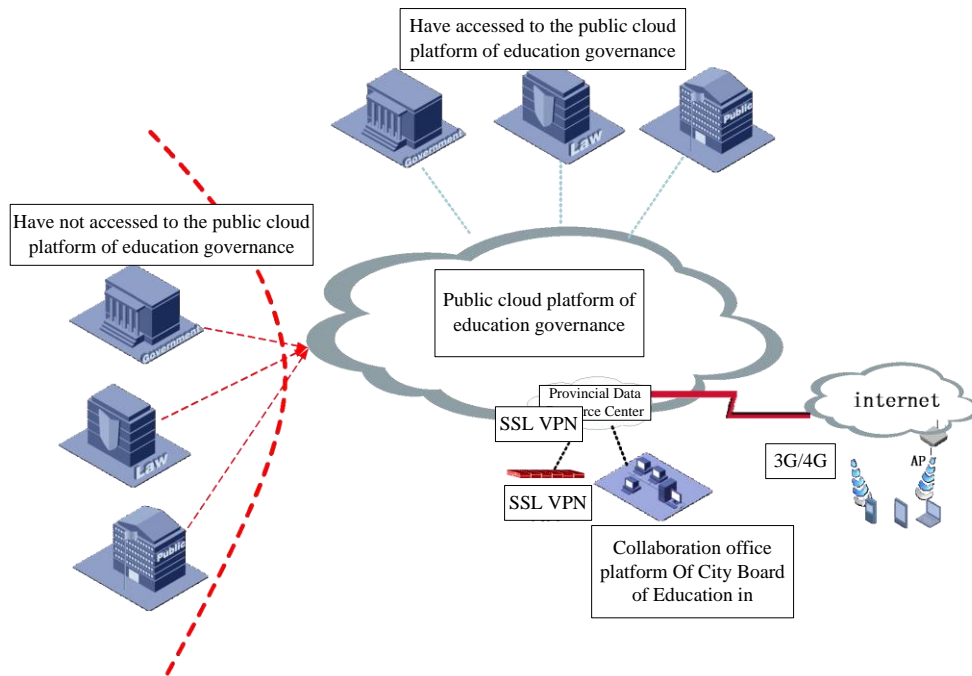 Have accessed to the public cloud
platform of education governance
Government
Law
Public
Have not accessed to the public cloud
platform of education governance
Government
Law
Public
Public cloud platform of
education governance
Provincial Data
Center
SSL VPN
SSL VPN
internet
3G/4G
AP
Collaboration office
platform Of City Board
of Education in